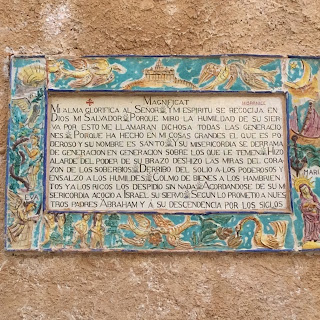 MAGNIFICAT
MI ALMA GLORIFICA AL SEÑOR Y MI ESPIRITU SE REGOCIJA EN
DIOS MI SALVADOR PORQUE MIRO LA HUMILDAD DE SU SIER
VA POR ESTO ME LLAMARAN DICHOSA TODAS LAS GENERACIO
NES PORQUE HA HECHO EN MI COSAS GRANDES EL QUE ES PO
DEROSO Y SU NOMBRE ES SANTO Y SU MISERICORDIA SE DERRAMA
DE GENERACION EN GENERACION SOBRE LOS QUE LE TEMEN HIZO
ALARDE DEL PODER DE SU BRAZO DESHIZO LAS MIRAS DEL CORA
ZON DE LOS SOBERBIOS DERRIBO DEL SOLIO A LOS PODEROSOS Y
ENSALZO A LOS HUMILDES COLMO DE BIENES A LOS HAMBRIEN
TOS Y A LOS RICOS LOS DESPIDIO SIN NADA ACORDANDOSE DE SU MI
SERICORDIA ACOGIO A ISRAEL SU SIERVO SEGUN LO PROMETIO A NUES
TROS PADRES ABRAHAM Y A SU DESCENDENCIA POR LOS SIGLOS
MARI